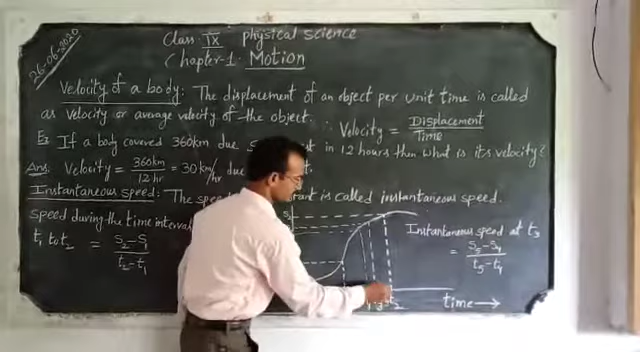 26-06-2020
Class IX physical science
Chapter-1 Motion
Velocity of a body: The displacement of an object per unit time is called
as velocity or average velocity of the object. ∴ Velocity = Displacement / Time
Ex: If a body covered 360km due in 12 hours then what is its velocity?
Ans: Velocity = 360km / 12 hr = 30 km/hr due
Instantaneous speed: The is called instantaneous speed.
speed during the time interval
t₁ to t₂ = S₂-S₁ / t₂-t₁
Instantaneous speed at t₃
= S₅-S₄ / t₅-t₄
time →